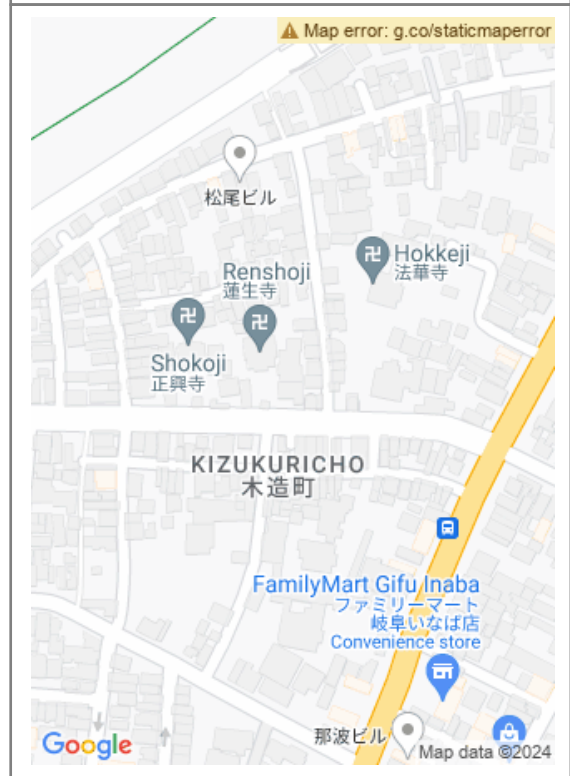 Map error: g.co/staticmaperror
松尾ビル
Hokkeji
法華寺
Renshoji
蓮生寺
Shokoji
正興寺
KIZUKURICHO
木造町
FamilyMart Gifu Inaba
ファミリーマート
岐阜いなば店
Convenience store
那波ビル
Google
Map data ©2024